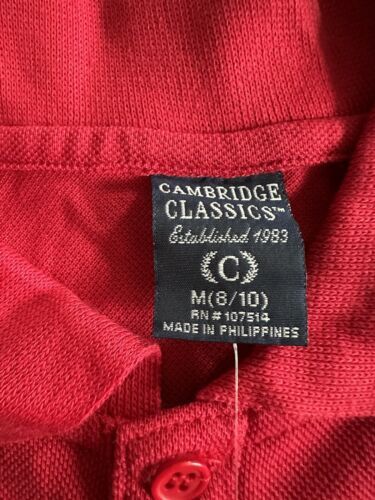 CAMBRIDGE
CLASSICS™
Established 1983
C
M(8/10)
RN # 107514
MADE IN PHILIPPINES